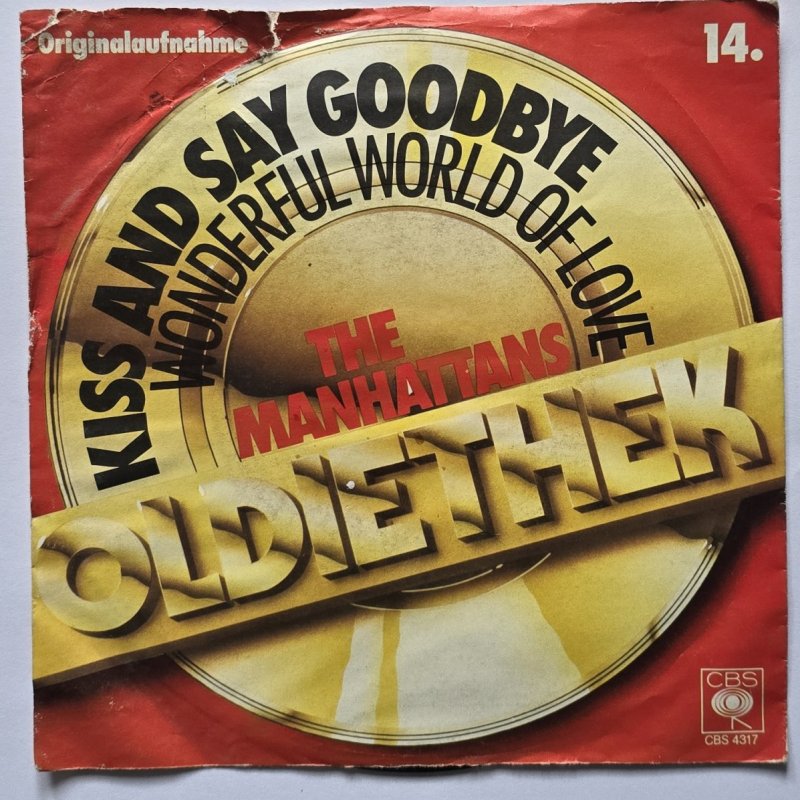 Originalaufnahme
14.
KISS AND SAY GOODBYE
WONDERFUL WORLD OF LOVE
THE
MANHATTANS
OLDIETHEK
CBS
CBS 4317